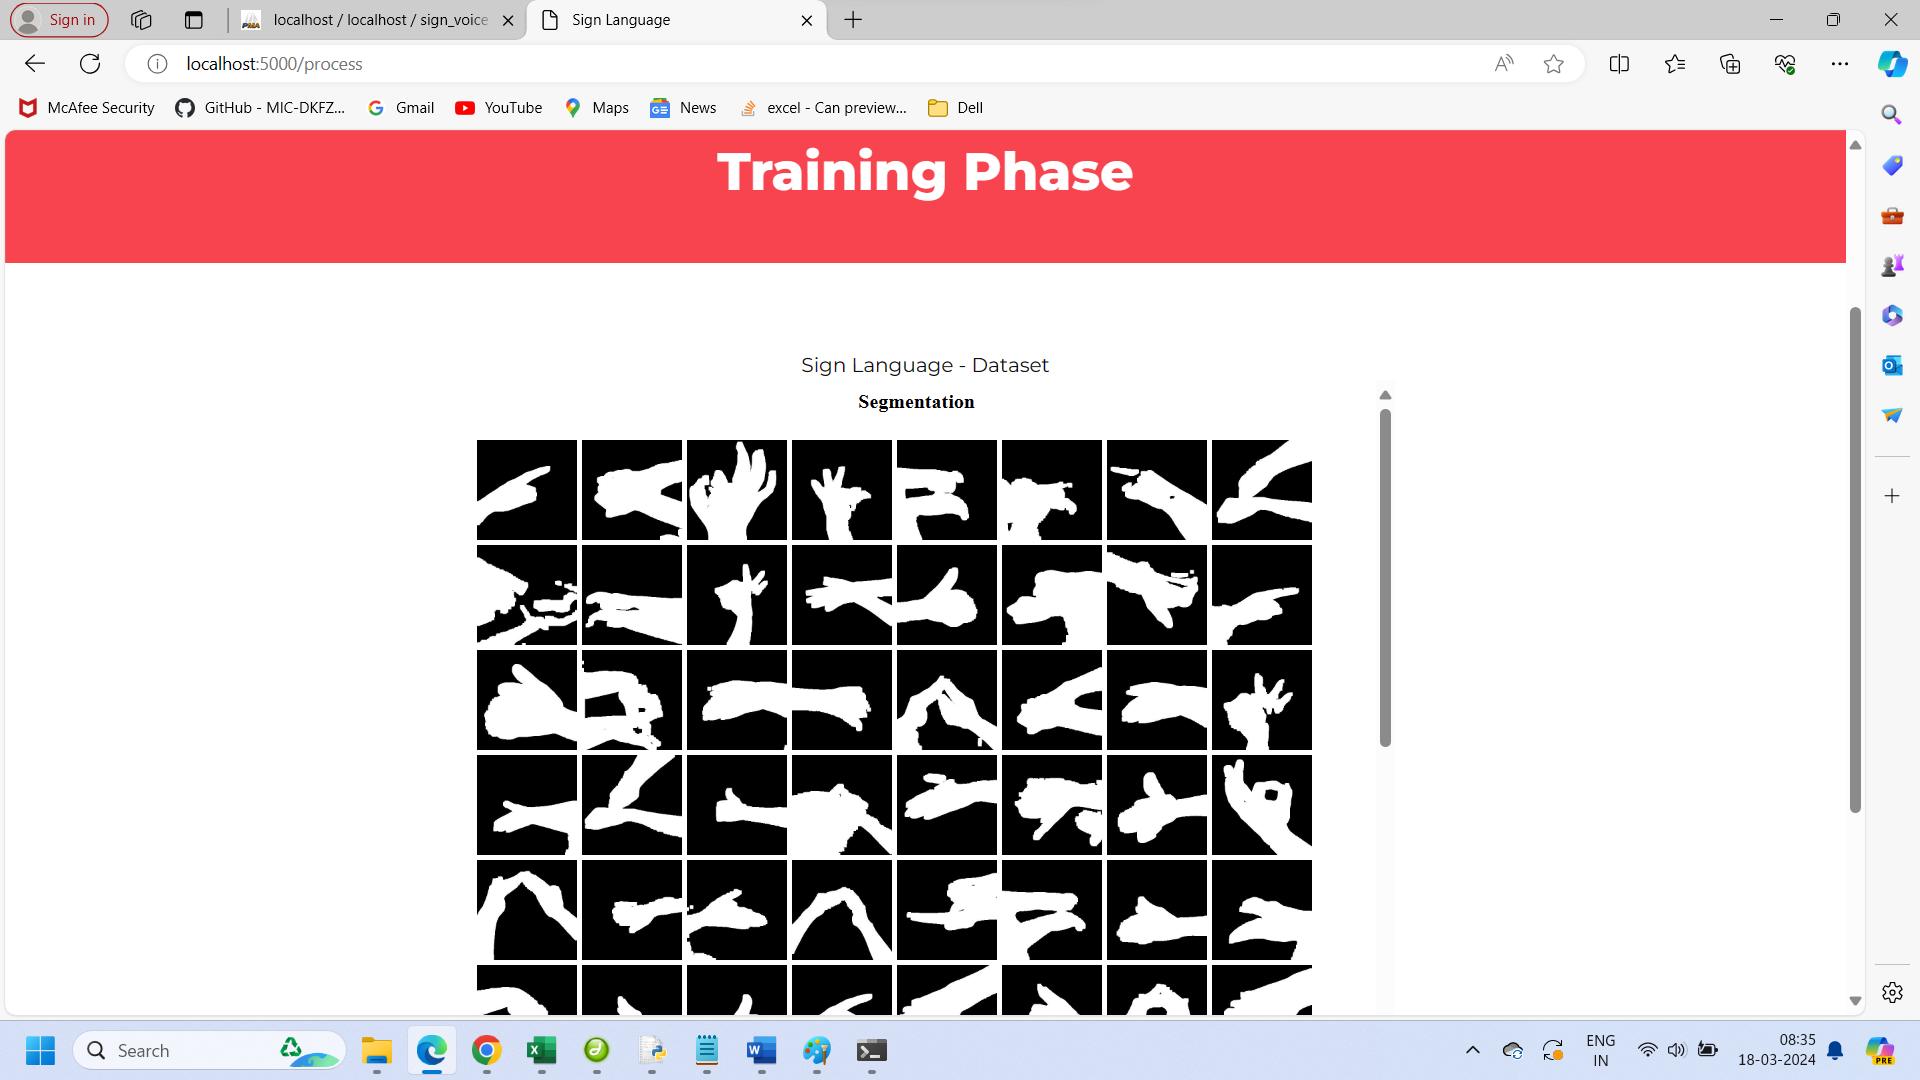 Sign in
localhost / localhost / sign_voice
Sign Language
localhost:5000/process
McAfee Security
GitHub - MIC-DKFZ...
Gmail
YouTube
Maps
News
excel - Can preview...
Dell
Training Phase
Sign Language - Dataset
Segmentation
Search
ENG
IN
08:35
18-03-2024
PRE